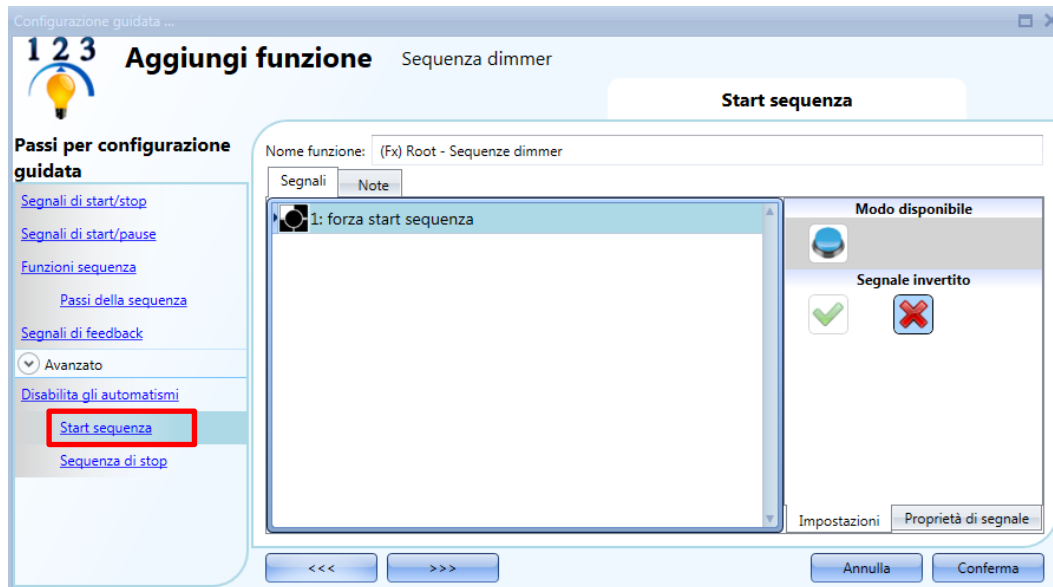 Configurazione guidata ...
1 2 3
Aggiungi funzione Sequenza dimmer
Start sequenza
Passi per configurazione guidata
Segnali di start/stop
Segnali di start/pause
Funzioni sequenza
Passi della sequenza
Segnali di feedback
Avanzato
Disabilita gli automatismi
Start sequenza
Sequenza di stop
Nome funzione: (Fx) Root - Sequenze dimmer
Segnali Note
1: forza start sequenza
Modo disponibile
Segnale invertito
Impostazioni Proprietà di segnale
<<< >>> Annulla Conferma